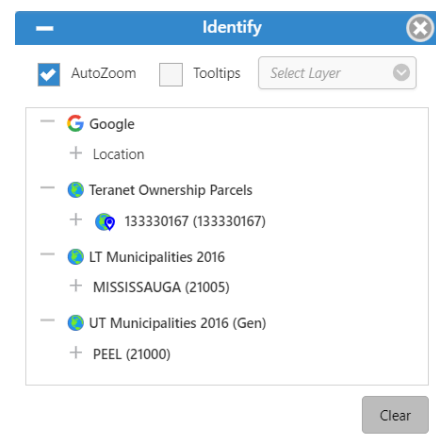 Identify
AutoZoom Tooltips Select Layer
Google
Location
Teranet Ownership Parcels
133330167 (133330167)
LT Municipalities 2016
MISSISSAUGA (21005)
UT Municipalities 2016 (Gen)
PEEL (21000)
Clear